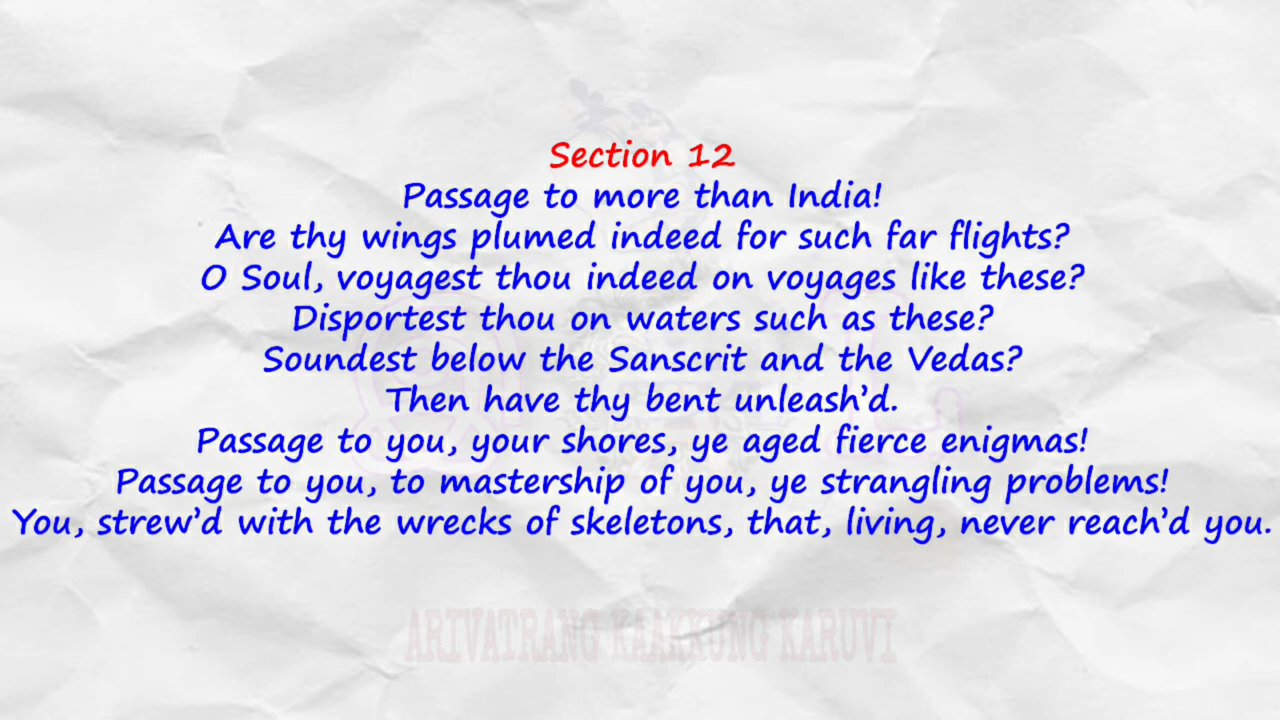 Section 12
Passage to more than India!
Are thy wings plumed indeed for such far flights?
O Soul, voyagest thou indeed on voyages like these?
Disportest thou on waters such as these?
Soundest below the Sanscrit and the Vedas?
Then have thy bent unleash’d.
Passage to you, your shores, ye aged fierce enigmas!
Passage to you, to mastership of you, ye strangling problems!
You, strew’d with the wrecks of skeletons, that, living, never reach’d you.
ARIVATRANG KAAKKUNG KARUVI